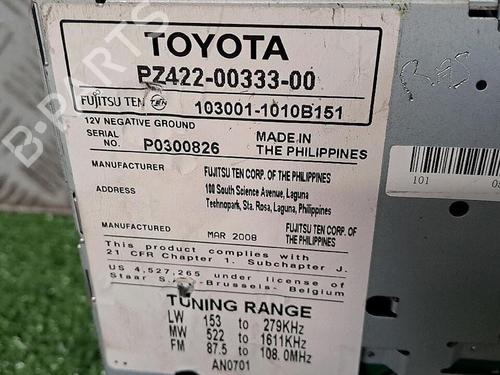 TOYOTA
PZ422-00333-00
FUJITSU TEN TEN 103001-1010B151
12V NEGATIVE GROUND
SERIAL NO. P0300826
MADE IN THE PHILIPPINES
MANUFACTURER FUJITSU TEN CORP. OF THE PHILIPPINES
ADDRESS 100 South Science Avenue, Laguna
Technopark, Sta. Rosa, Laguna, Philippines
MANUFACTURED MAR 2008 FUJITSU TEN CORP. OF THE PHILIPPINES
This product complies with
21 CFR Chapter 1. Subchapter J.
US 4,527,265 under license of
Staar S. -Brussels- Belgium
TUNING RANGE
LW 153 to 279KHz
MW 522 to 1611KHz
FM 87.5 to 108.0MHz
AN0701
101
B-PARTS